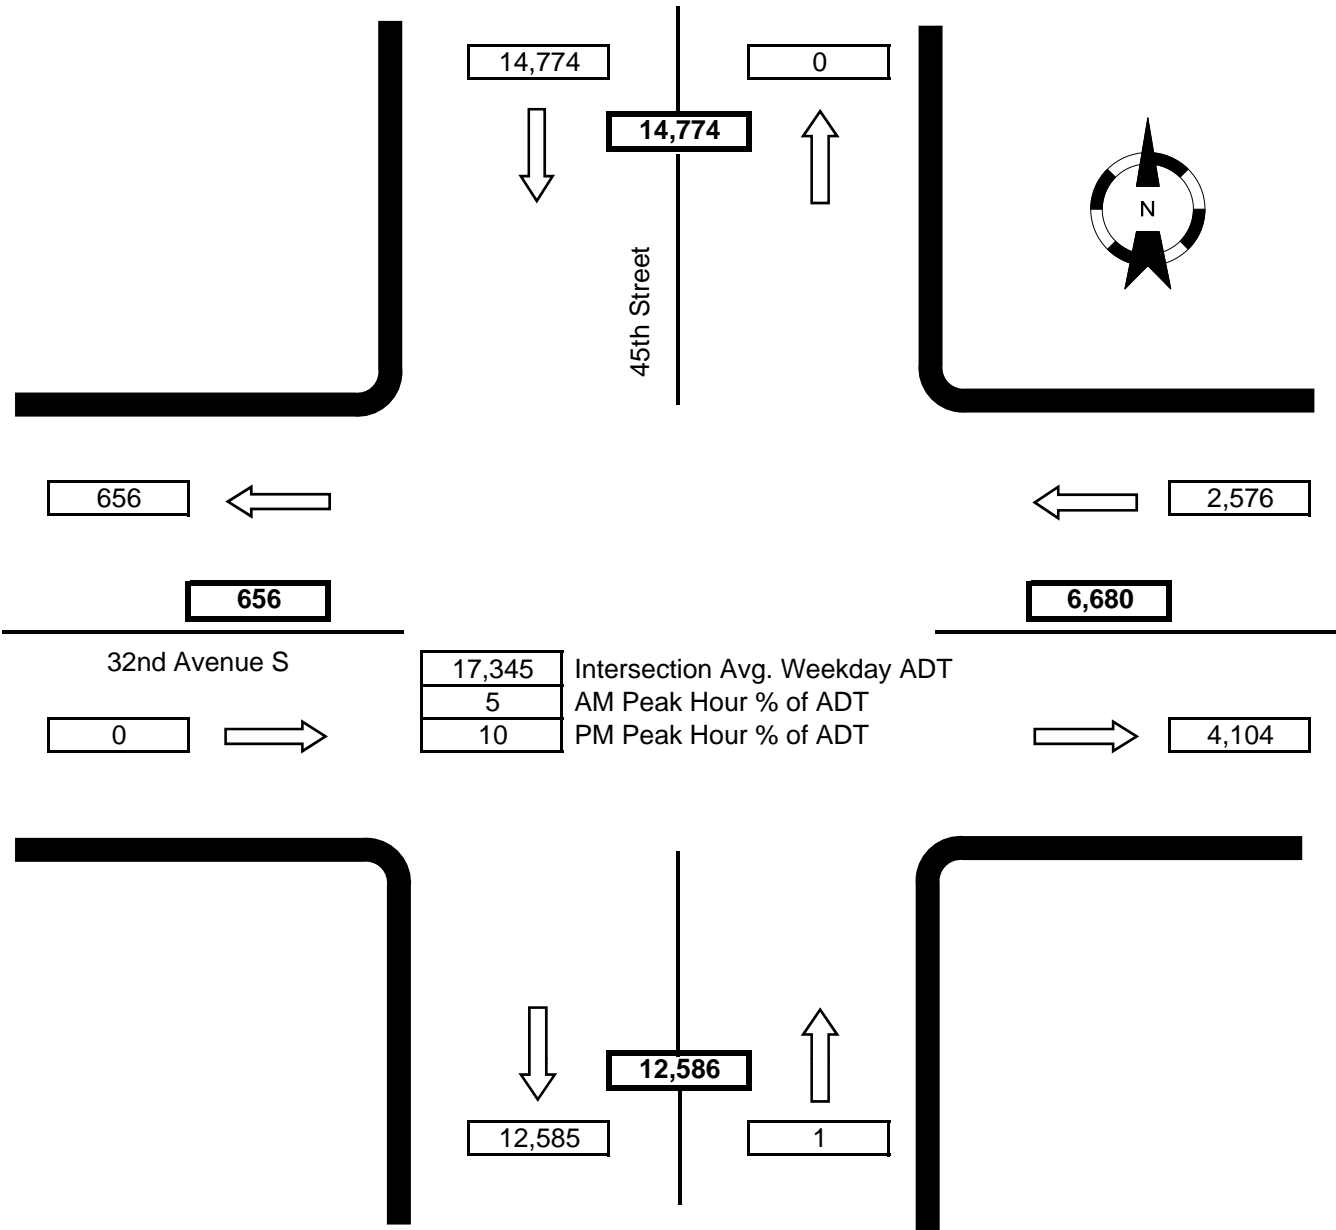 14,774
0
14,774
N
45th Street
656
2,576
656
6,680
32nd Avenue S
17,345 Intersection Avg. Weekday ADT
5 AM Peak Hour % of ADT
10 PM Peak Hour % of ADT
0
4,104
12,586
12,585
1